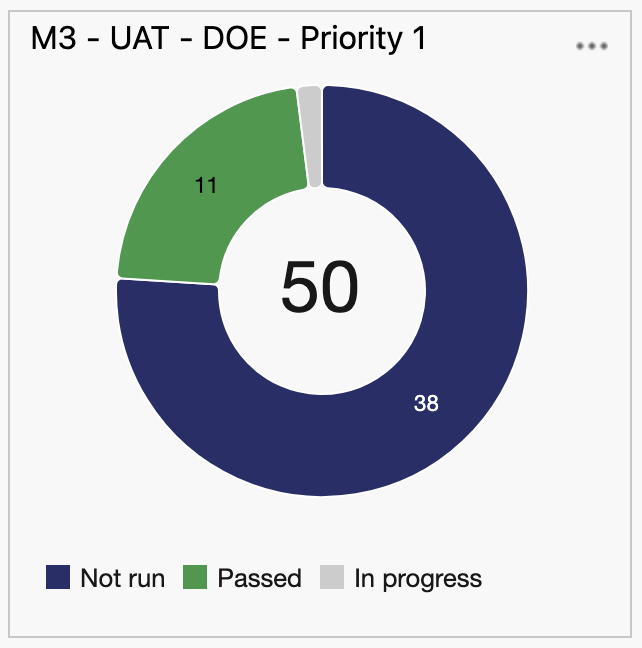 M3 - UAT - DOE - Priority 1
11
50
38
Not run Passed In progress